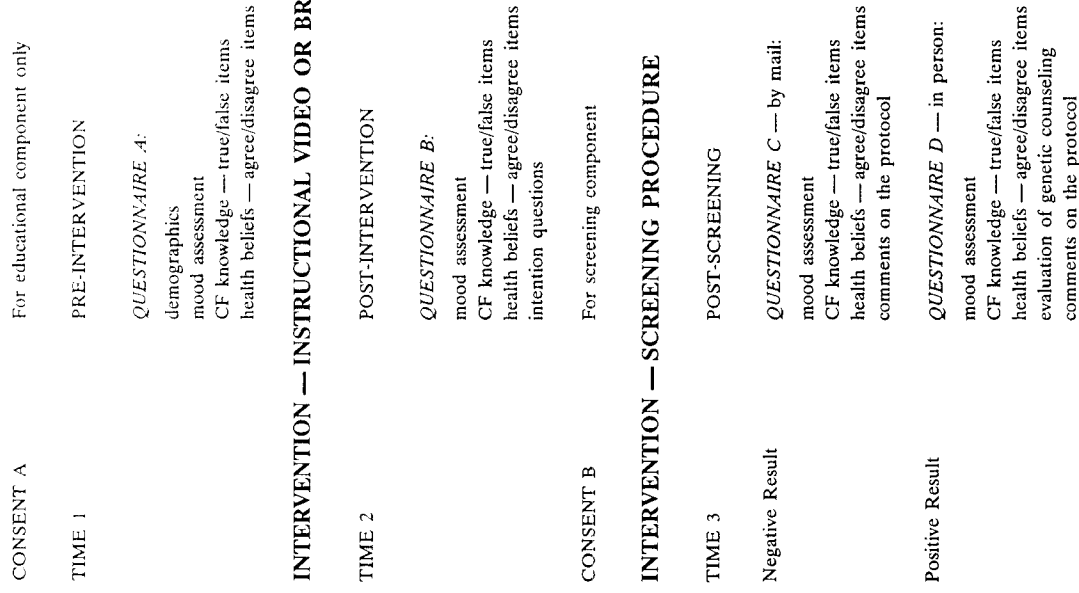 CONSENT A For educational component only
TIME 1 PRE-INTERVENTION
QUESTIONNAIRE A:
demographics
mood assessment
CF knowledge — true/false items
health beliefs — agree/disagree items
INTERVENTION — INSTRUCTIONAL VIDEO OR BR
TIME 2 POST-INTERVENTION
QUESTIONNAIRE B:
mood assessment
CF knowledge — true/false items
health beliefs — agree/disagree items
intention questions
CONSENT B For screening component
INTERVENTION — SCREENING PROCEDURE
TIME 3 POST-SCREENING
Negative Result QUESTIONNAIRE C — by mail:
mood assessment
CF knowledge — true/false items
health beliefs — agree/disagree items
comments on the protocol
Positive Result QUESTIONNAIRE D — in person:
mood assessment
CF knowledge — true/false items
health beliefs — agree/disagree items
evaluation of genetic counseling
comments on the protocol